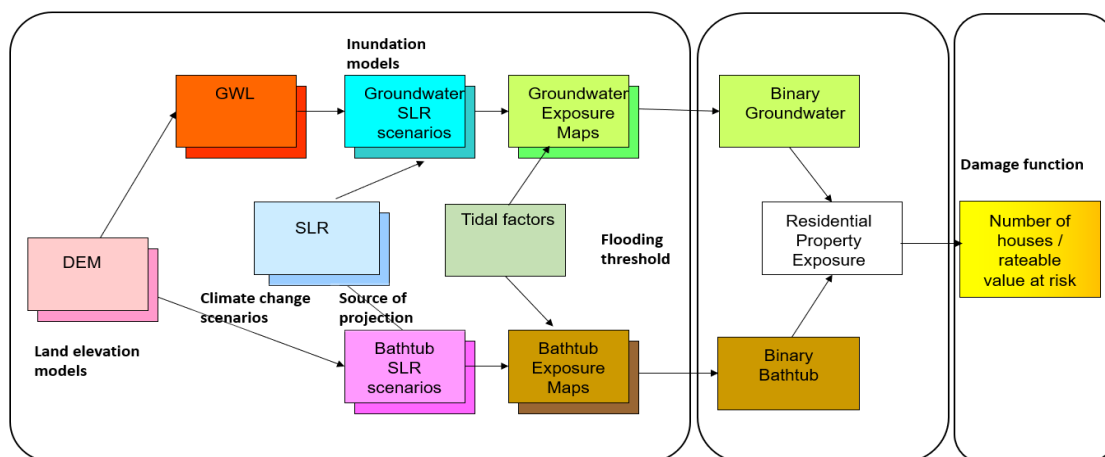 Inundation
models
GWL
Groundwater
SLR
scenarios
Groundwater
Exposure
Maps
Binary
Groundwater
Damage function
SLR
Tidal factors
Flooding
threshold
Residential
Property
Exposure
Number of
houses /
rateable
value at risk
DEM
Climate change
scenarios
Source of
projection
Land elevation
models
Bathtub
SLR
scenarios
Bathtub
Exposure
Maps
Binary
Bathtub